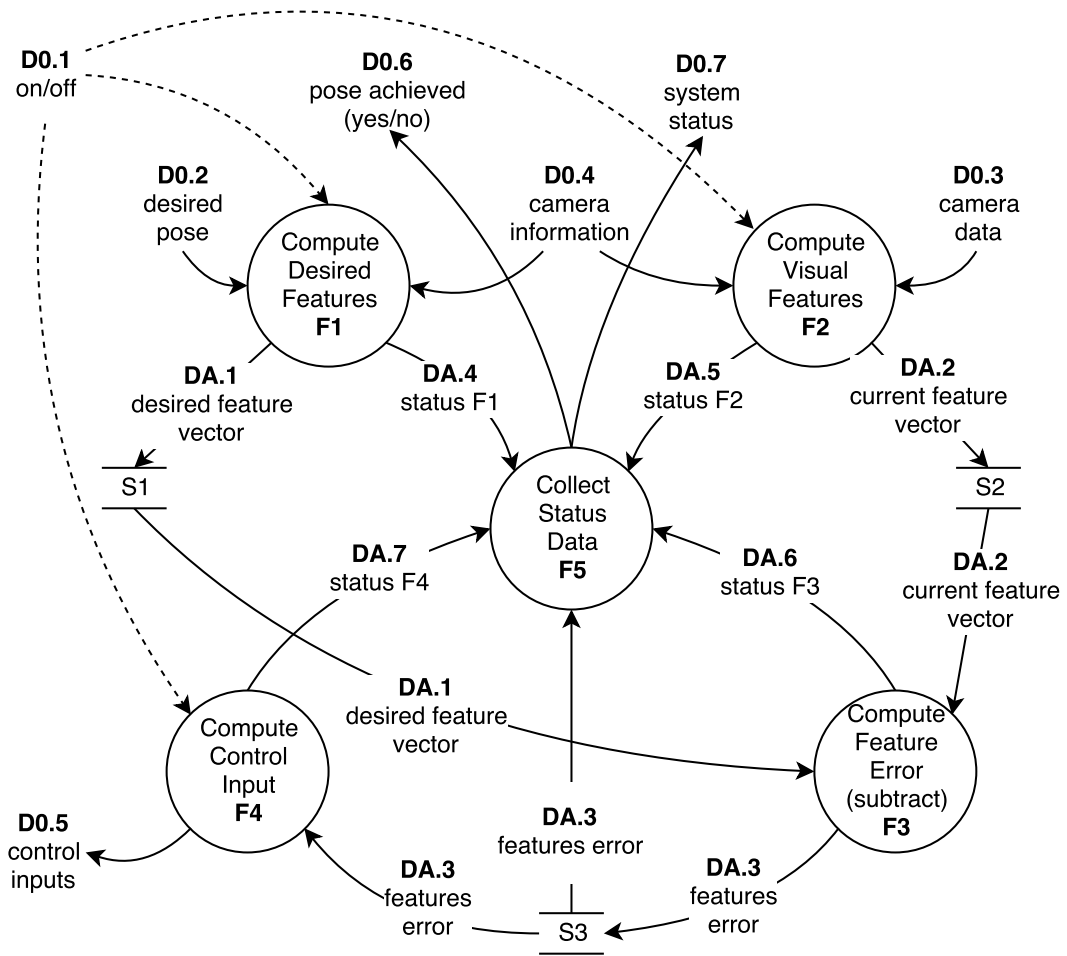 D0.1
on/off
D0.6
pose achieved
(yes/no)
D0.7
system
status
D0.2
desired
pose
D0.4
camera
information
D0.3
camera
data
Compute
Desired
Features
F1
Compute
Visual
Features
F2
DA.1
desired feature
vector
DA.4
status F1
DA.5
status F2
DA.2
current feature
vector
S1
Collect
Status
Data
F5
S2
DA.7
status F4
DA.6
status F3
DA.2
current feature
vector
DA.1
desired feature
vector
Compute
Control
Input
F4
Compute
Feature
Error
(subtract)
F3
D0.5
control
inputs
DA.3
features error
DA.3
features
error
DA.3
features
error
S3